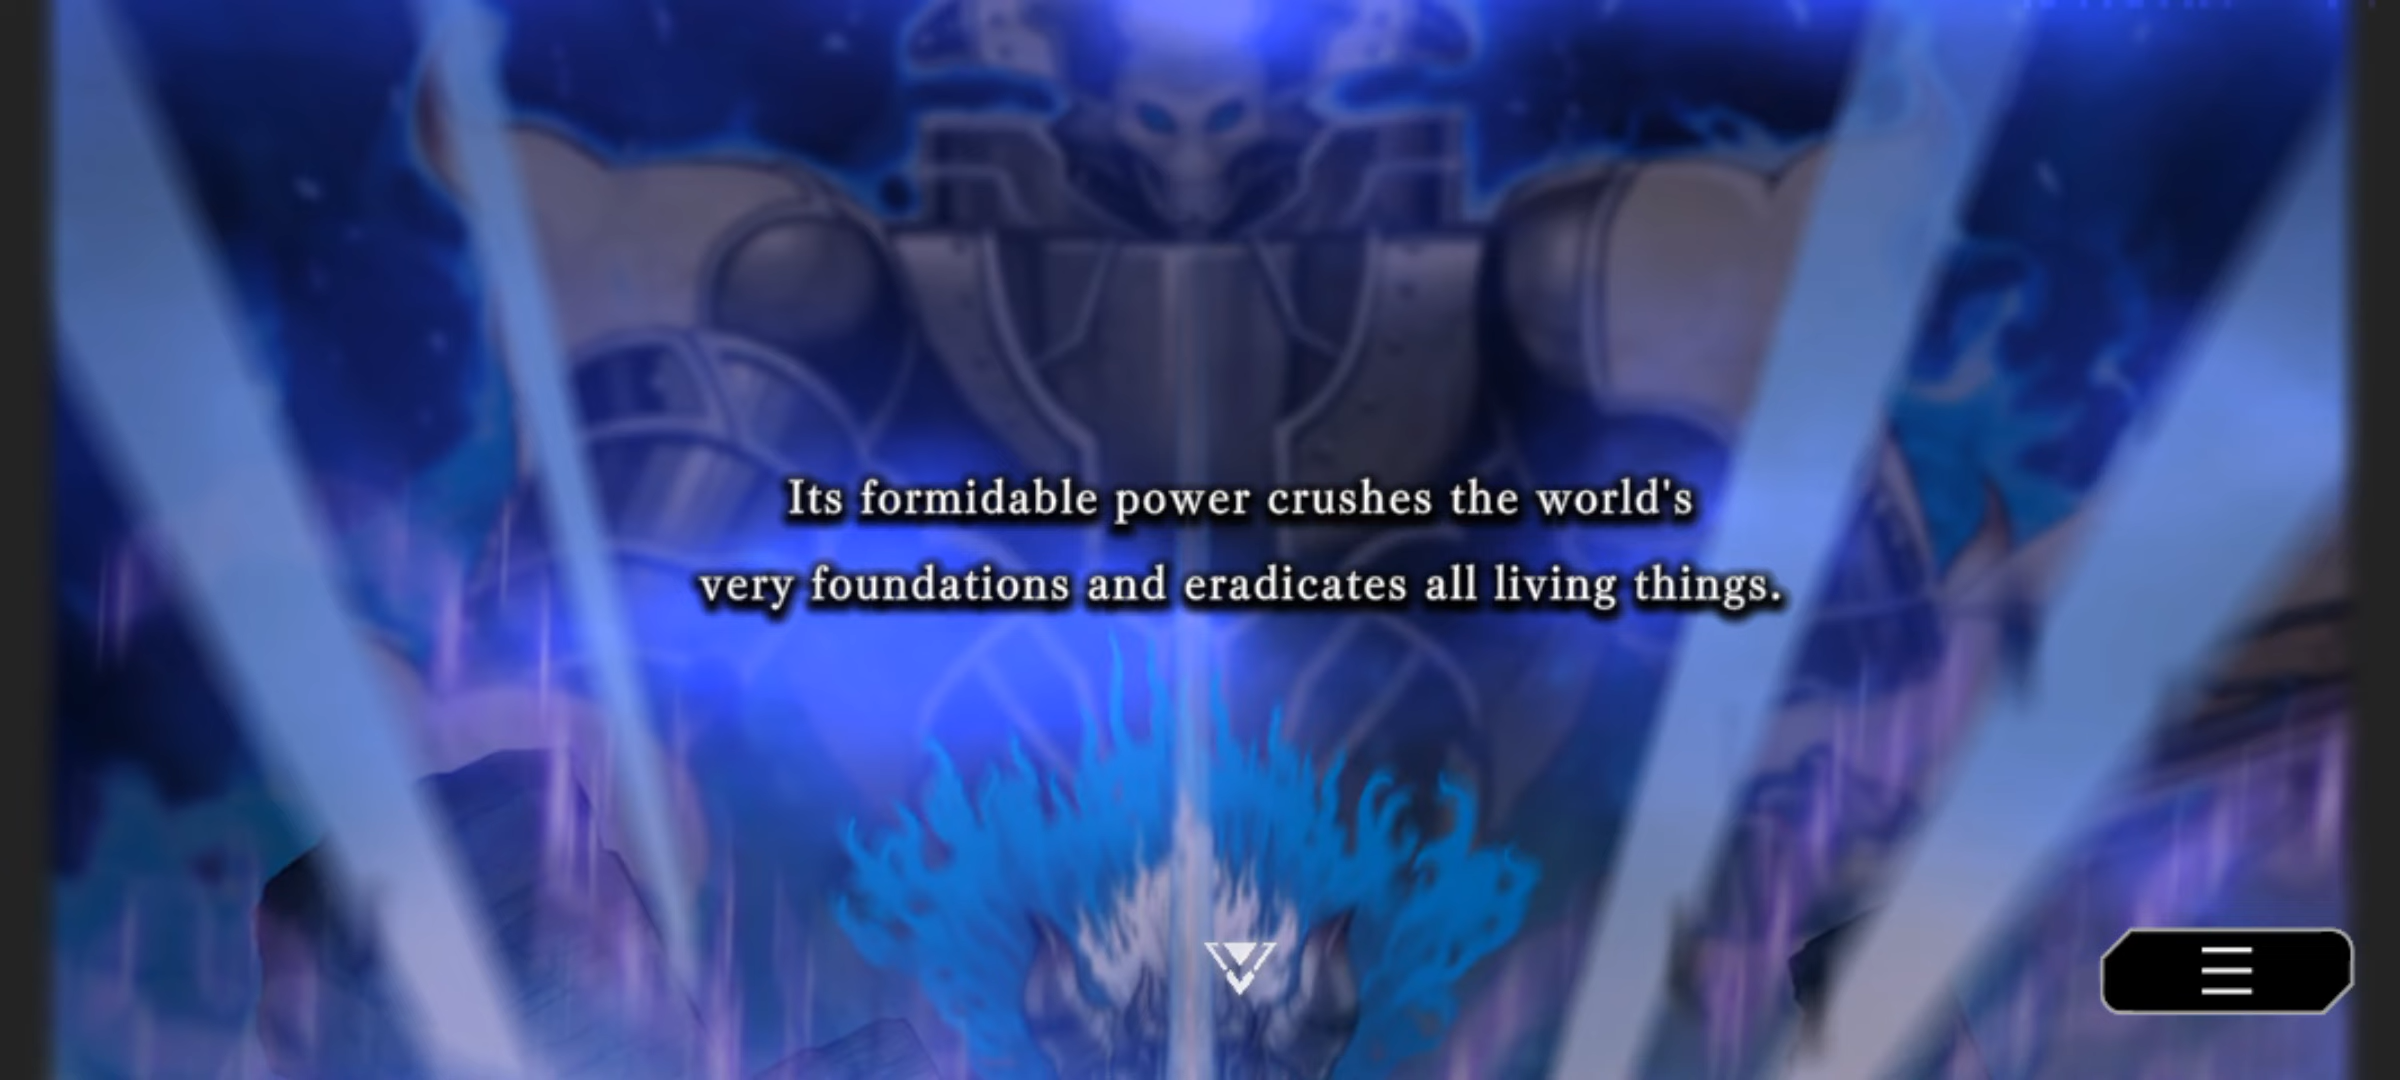 Its formidable power crushes the world's
very foundations and eradicates all living things.